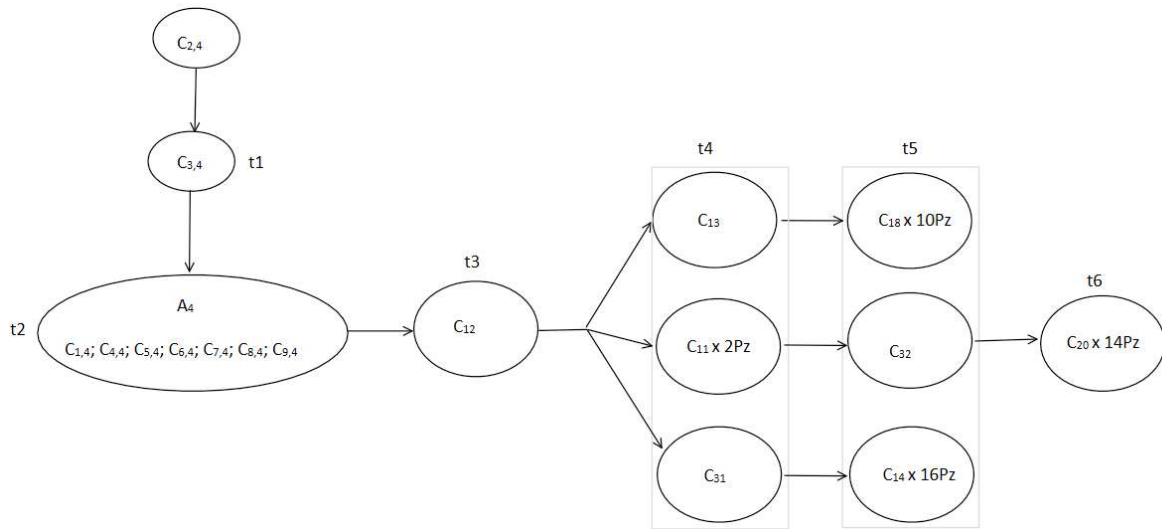 C2,4
C3,4
t1
t2
A4
C1,4; C4,4; C5,4; C6,4; C7,4; C8,4; C9,4
t3
C12
t4
C13
C11 x 2Pz
C31
t5
C18 x 10Pz
C32
C14 x 16Pz
t6
C20 x 14Pz